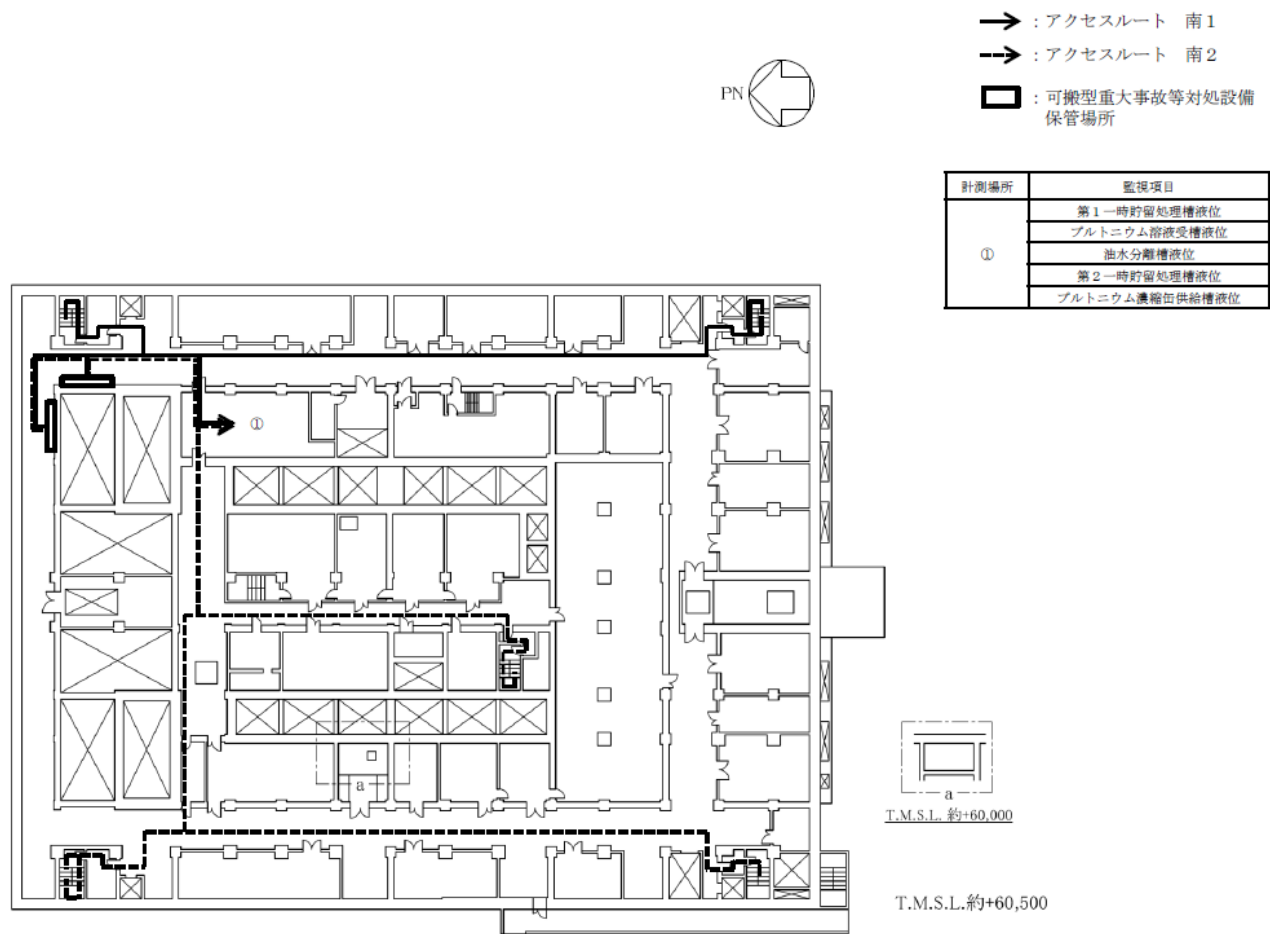 ：アクセスルート　南１
：アクセスルート　南２
：可搬型重大事故等対処設備
保管場所
PN
計測場所　監視項目
①　第１一時貯留処理槽液位
プルトニウム溶液受槽液位
油水分離槽液位
第２一時貯留処理槽液位
プルトニウム濃縮缶供給槽液位
①
a
a
T.M.S.L. 約+60,000
T.M.S.L.約+60,500